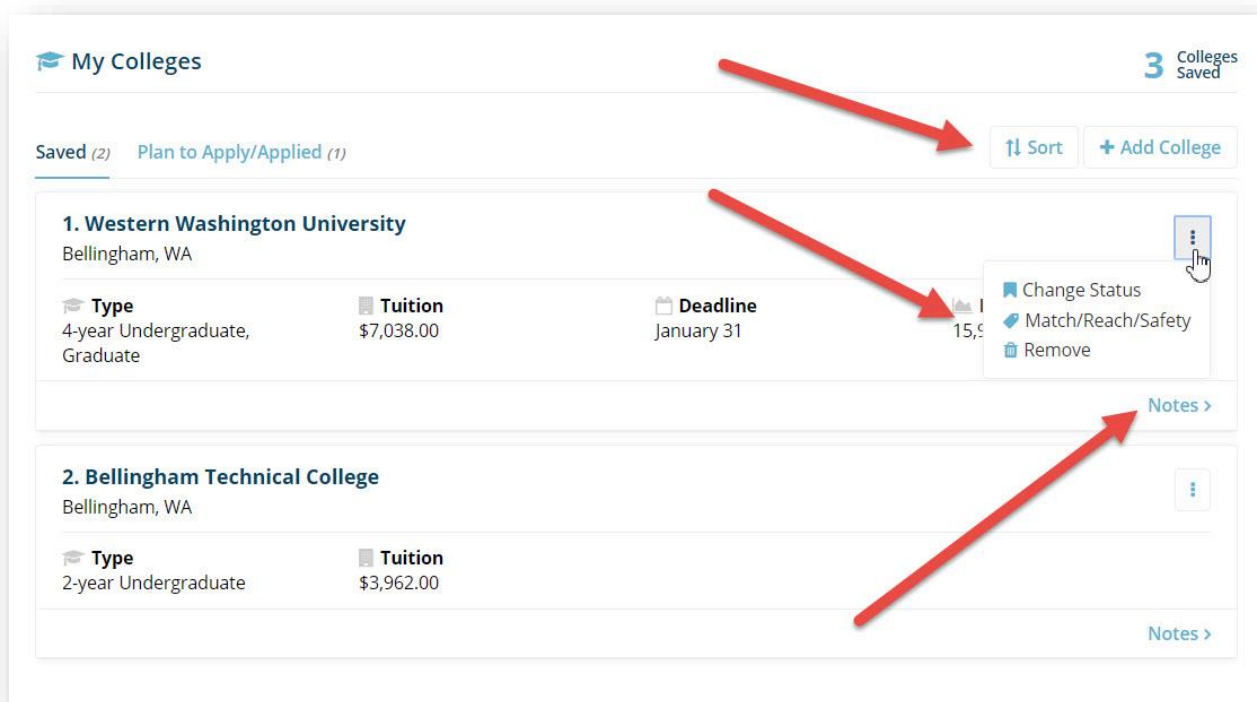 My Colleges
3 Colleges Saved
Saved (2) Plan to Apply/Applied (1)
Sort
+ Add College
1. Western Washington University
Bellingham, WA
Type
4-year Undergraduate,
Graduate
Tuition
$7,038.00
Deadline
January 31
Change Status
Match/Reach/Safety
Remove
Notes >
2. Bellingham Technical College
Bellingham, WA
Type
2-year Undergraduate
Tuition
$3,962.00
Notes >